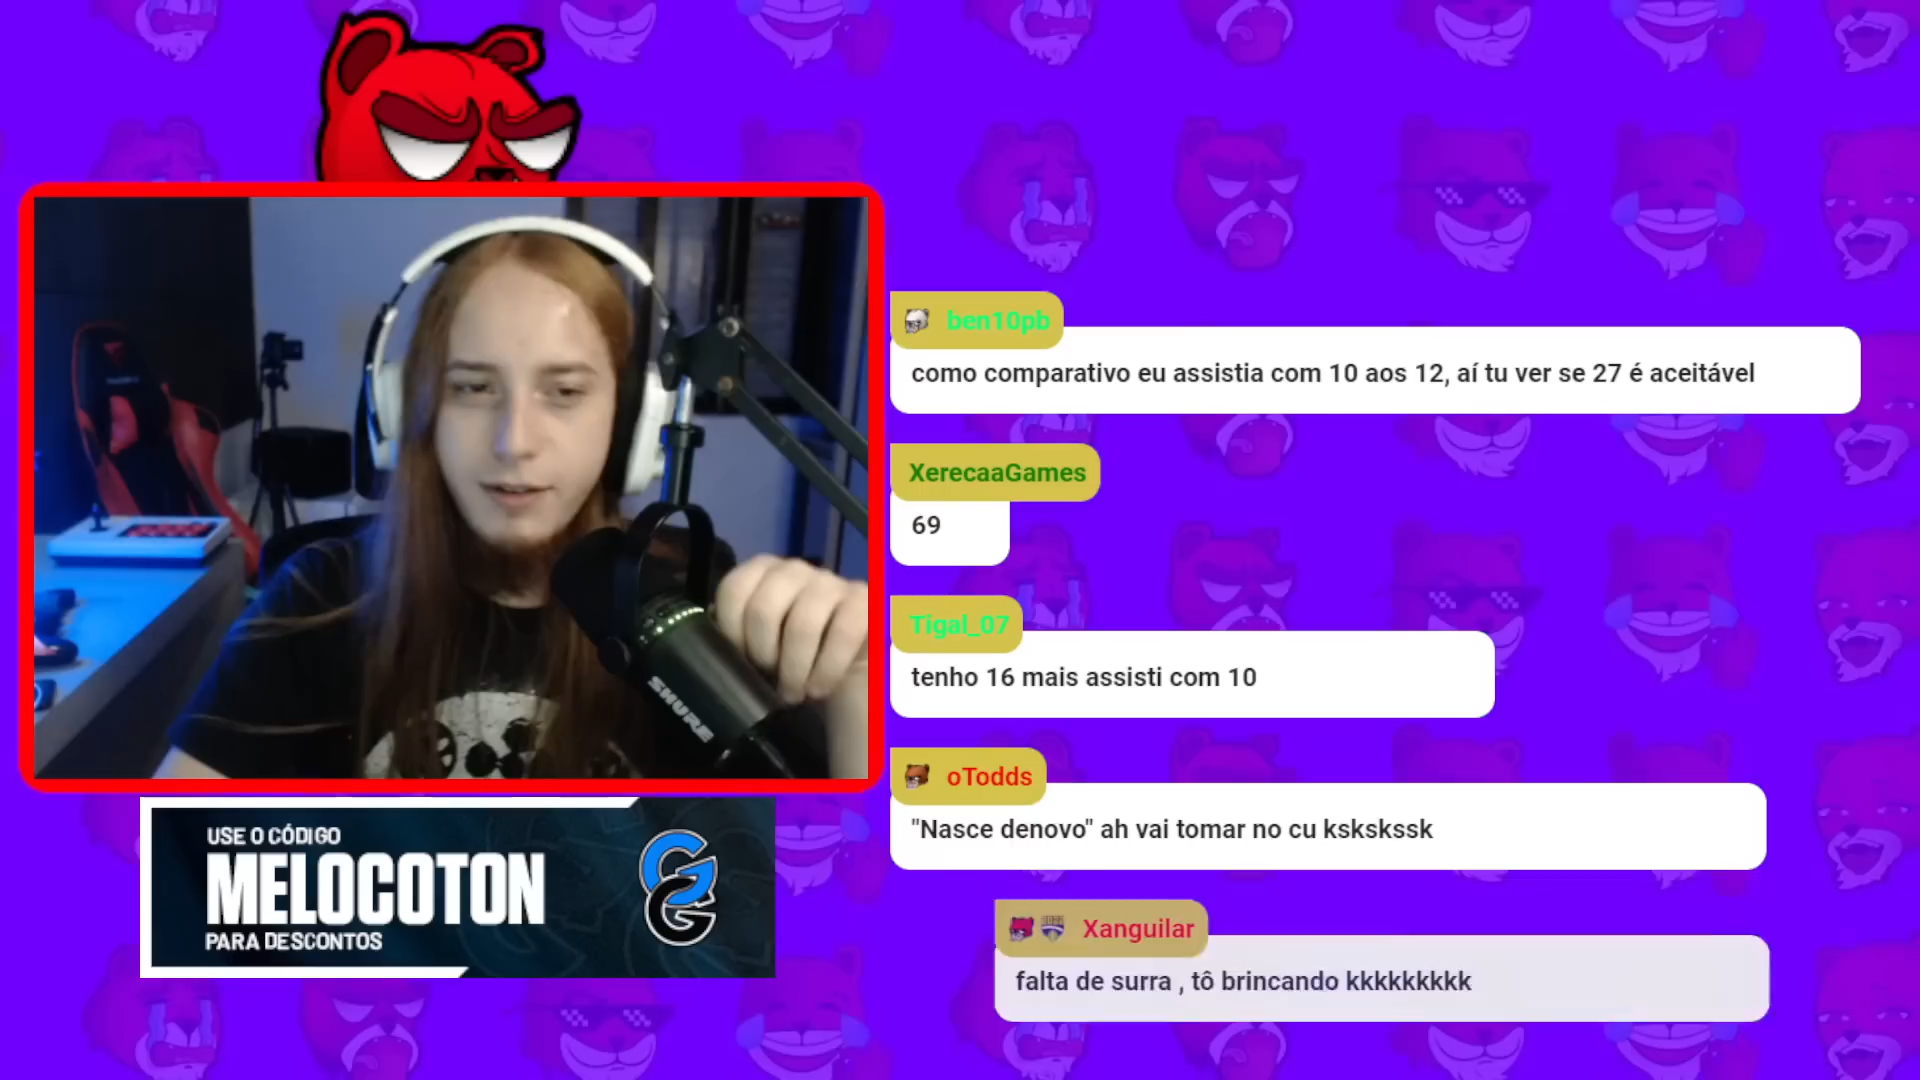 ben10pb
como comparativo eu assistia com 10 aos 12, aí tu ver se 27 é aceitável
XerecaaGames
69
Tigal_07
tenho 16 mais assisti com 10
oTodds
"Nasce denovo" ah vai tomar no cu ksksksk
Xanguilar
falta de surra , tô brincando kkkkkkkkk
SHURE
USE O CÓDIGO
MELOCOTON
PARA DESCONTOS
GG